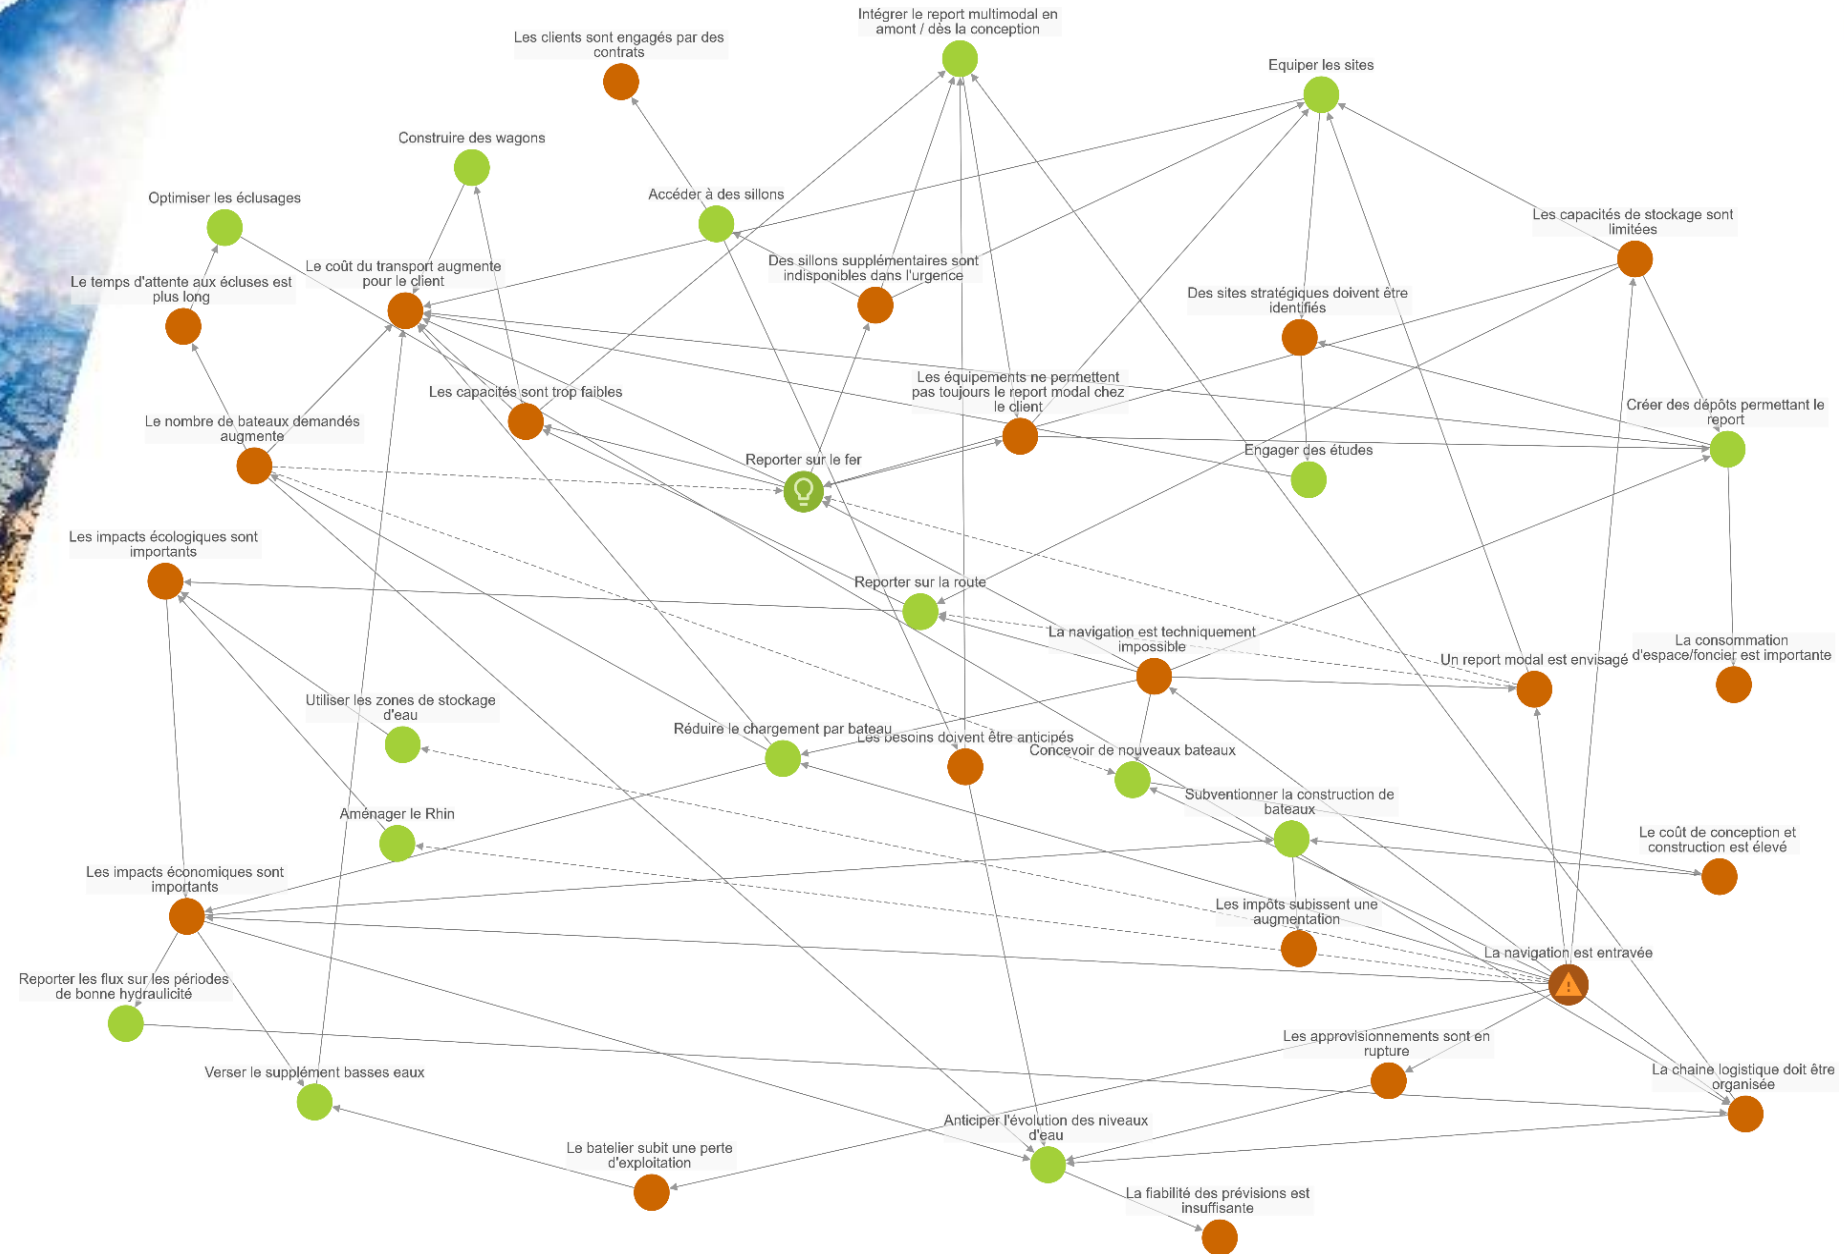 Intégrer le report multimodal en
amont / dès la conception
Les clients sont engagés par des
contrats
Equiper les sites
Construire des wagons
Accéder à des sillons
Optimiser les éclusages
Les capacités de stockage sont
limitées
Des sillons supplémentaires sont
indisponibles dans l'urgence
Le coût du transport augmente
pour le client
Le temps d'attente aux écluses est
plus long
Des sites stratégiques doivent être
identifiés
Les équipements ne permettent
pas toujours le report modal chez
le client
Les capacités sont trop faibles
Créer des dépôts permettant le
report
Le nombre de bateaux demandés
augmente
Engager des études
Reporter sur le fer
Les impacts écologiques sont
importants
Reporter sur la route
La navigation est techniquement
impossible
La consommation
d'espace/foncier est importante
Un report modal est envisagé
Utiliser les zones de stockage
d'eau
Réduire le chargement par bateau
Les besoins doivent être anticipés
Concevoir de nouveaux bateaux
Subventionner la construction de
bateaux
Aménager le Rhin
Le coût de conception et
construction est élevé
Les impacts économiques sont
importants
Les impôts subissent une
augmentation
La navigation est entravée
Reporter les flux sur les périodes
de bonne hydraulicité
Les approvisionnements sont en
rupture
Verser le supplément basses eaux
La chaine logistique doit être
organisée
Anticiper l'évolution des niveaux
d'eau
Le batelier subit une perte
d'exploitation
La fiabilité des prévisions est
insuffisante